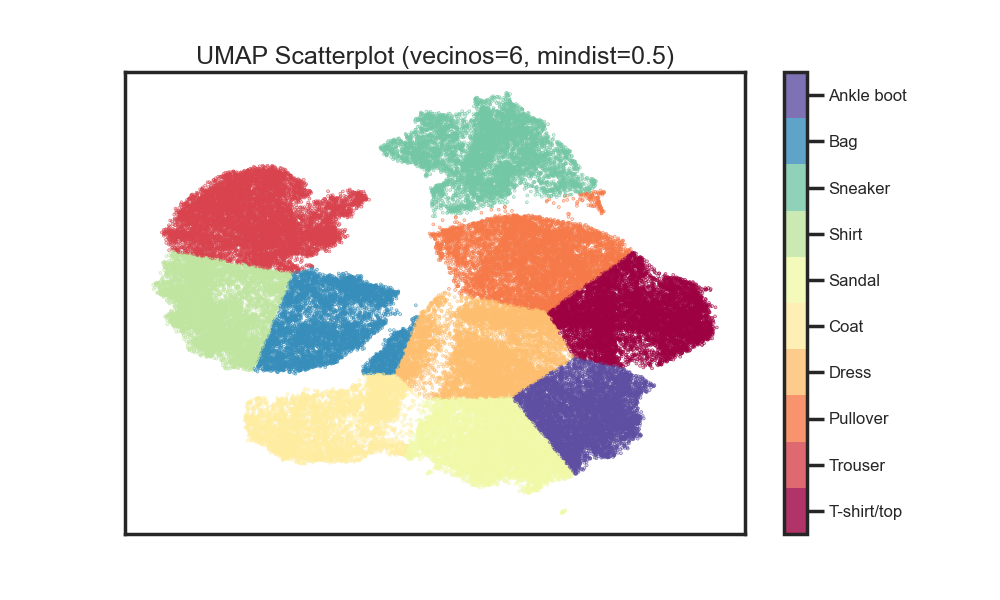 UMAP Scatterplot (vecinos=6, mindist=0.5)
Ankle boot
Bag
Sneaker
Shirt
Sandal
Coat
Dress
Pullover
Trouser
T-shirt/top